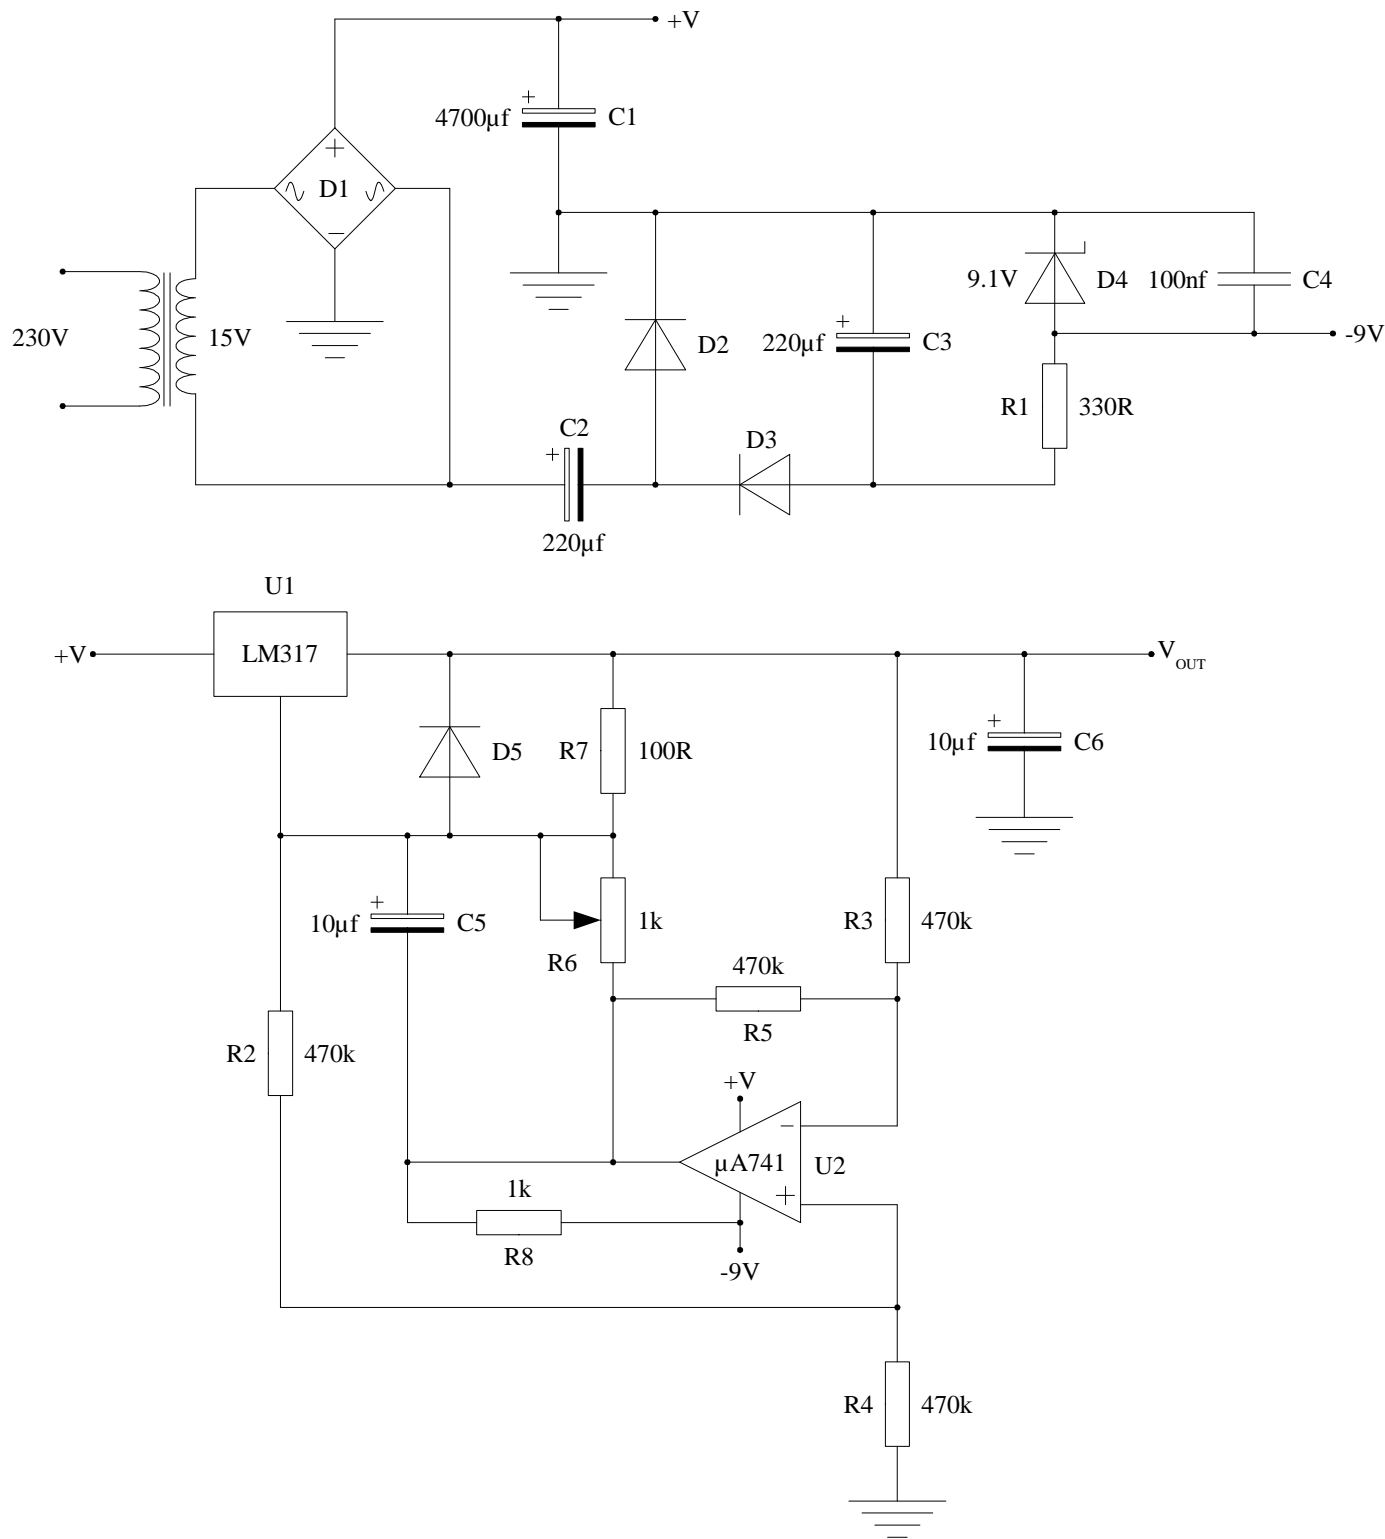 +V
+
4700µf
C1
+
D1
−
230V
15V
9.1V
D4
100nf
C4
+
220µf
C3
-9V
D2
R1
330R
C2
+
D3
220µf
U1
+V
LM317
V OUT
D5
R7
100R
+
10µf
C6
+
10µf
C5
1k
R6
R3
470k
470k
R5
R2
470k
+V
−
µA741
+
U2
1k
R8
-9V
R4
470k